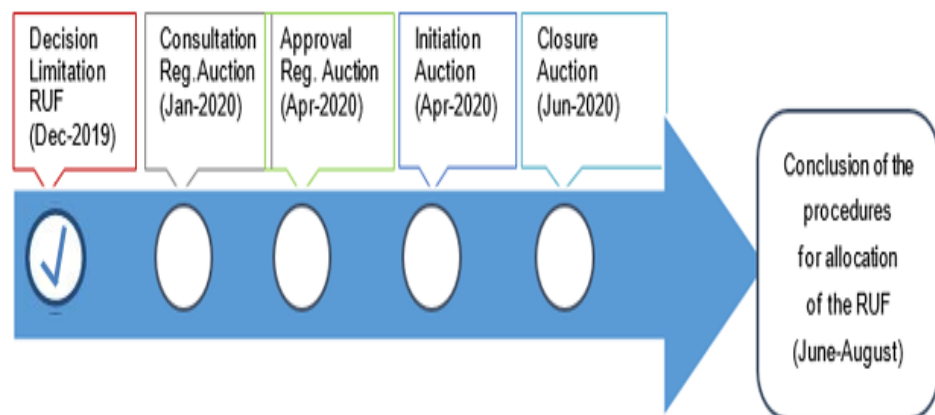 Decision
Limitation
RUF
(Dec-2019)
Consultation
Reg.Auction
(Jan-2020)
Approval
Reg. Auction
(Apr-2020)
Initiation
Auction
(Apr-2020)
Closure
Auction
(Jun-2020)
Conclusion of the
procedures
for allocation
of the RUF
(June-August)